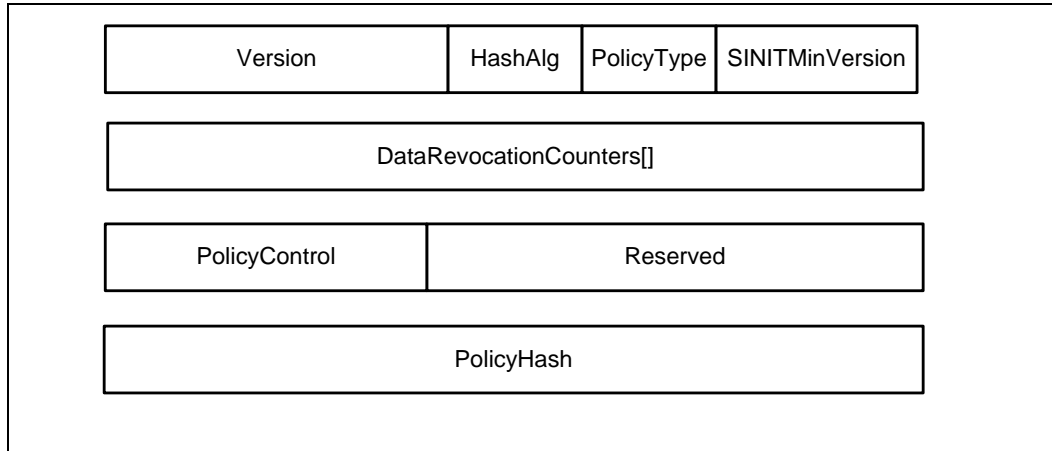 Version HashAlg PolicyType SINITMinVersion
DataRevocationCounters[]
PolicyControl Reserved
PolicyHash